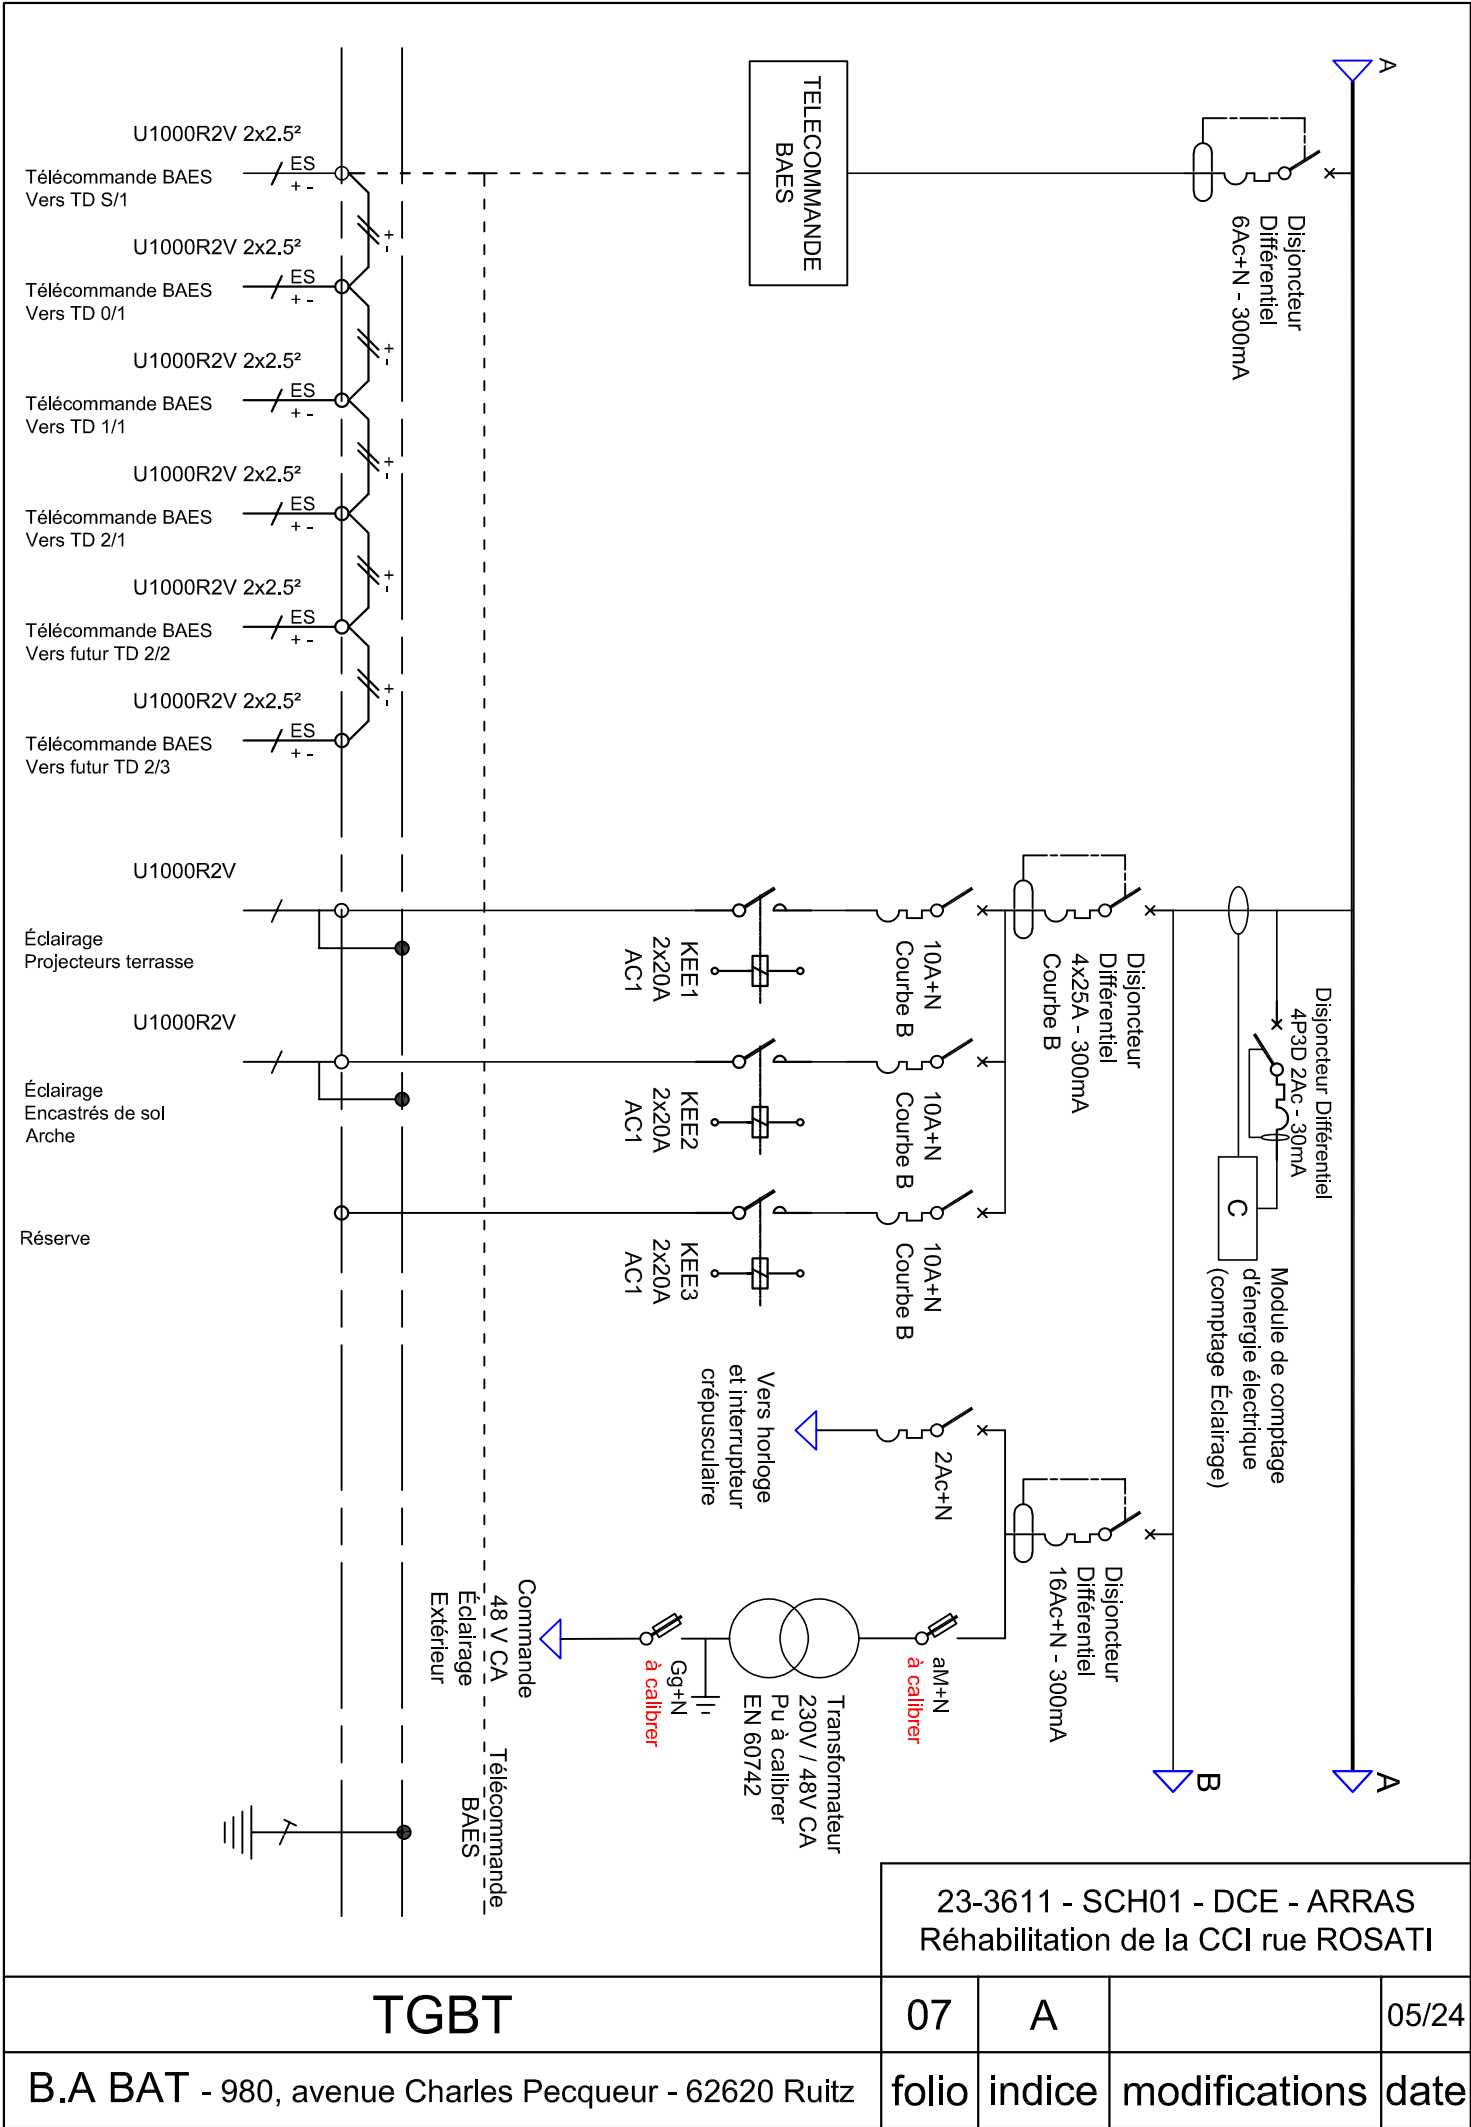 A
TELECOMMANDE
BAES
Disjoncteur
Différentiel
6Ac+N - 300mA
U1000R2V 2x2.5²
ES
+ -
Télécommande BAES
Vers TD S/1
+
-
U1000R2V 2x2.5²
ES
+ -
Télécommande BAES
Vers TD 0/1
+
-
U1000R2V 2x2.5²
ES
+ -
Télécommande BAES
Vers TD 1/1
+
-
U1000R2V 2x2.5²
ES
+ -
Télécommande BAES
Vers TD 2/1
+
-
U1000R2V 2x2.5²
ES
+ -
Télécommande BAES
Vers futur TD 2/2
+
-
U1000R2V 2x2.5²
ES
+ -
Télécommande BAES
Vers futur TD 2/3
U1000R2V
Éclairage
Projecteurs terrasse
KEE1
2x20A
AC1
10A+N
Courbe B
Disjoncteur
Différentiel
4x25A - 300mA
Courbe B
Disjoncteur Différentiel
4P3D 2Ac - 30mA
C
Module de comptage
d'énergie électrique
(comptage Éclairage)
U1000R2V
Éclairage
Encastrés de sol
Arche
KEE2
2x20A
AC1
10A+N
Courbe B
Réserve
KEE3
2x20A
AC1
10A+N
Courbe B
Vers horloge
et interrupteur
crépusculaire
2Ac+N
Disjoncteur
Différentiel
16Ac+N - 300mA
Commande
48 V CA
Éclairage
Extérieur
Gg+N
à calibrer
aM+N
à calibrer
Transformateur
230V / 48V CA
Pu à calibrer
EN 60742
Télécommande
BAES
B
A
23-3611 - SCH01 - DCE - ARRAS
Réhabilitation de la CCI rue ROSATI
TGBT
07
A
05/24
B.A BAT - 980, avenue Charles Pecqueur - 62620 Ruitz
folio
indice
modifications
date